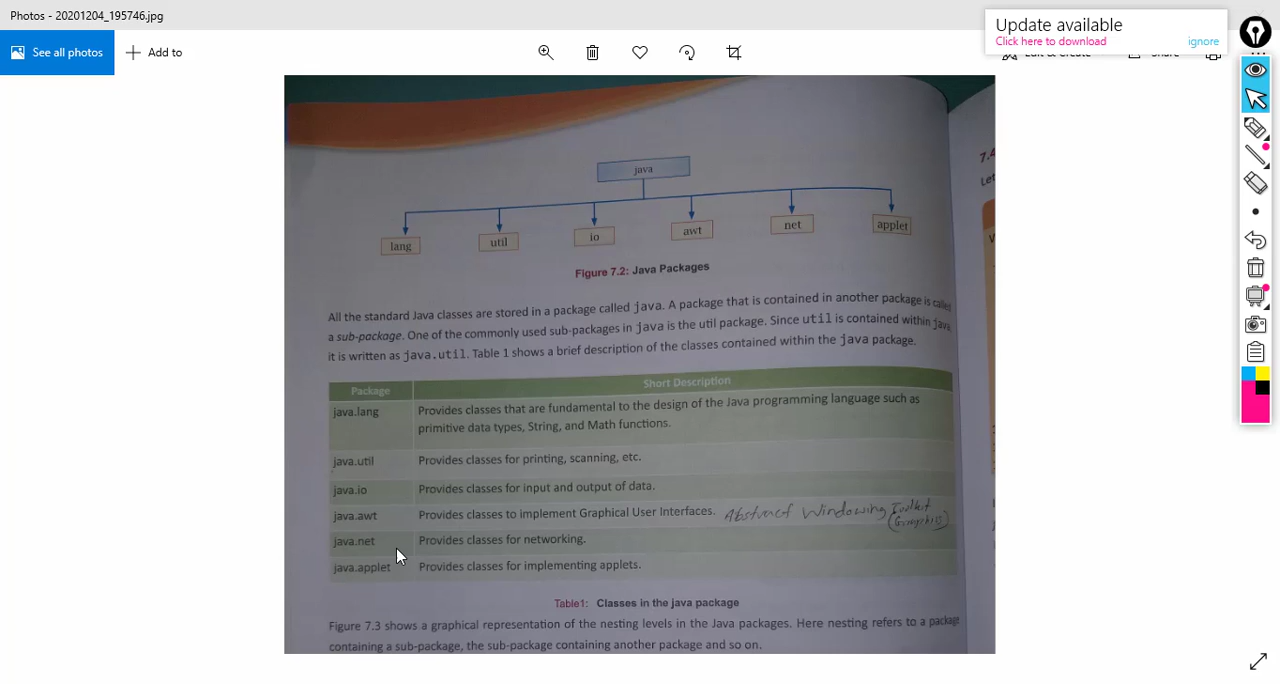 Photos - 20201204_195746.jpg
Update available
Click here to download
ignore
See all photos
Add to
java
lang
util
io
awt
net
applet
Figure 7.2: Java Packages
All the standard Java classes are stored in a package called java. A package that is contained in another package is called
a sub-package. One of the commonly used sub-packages in java is the util package. Since util is contained within java,
it is written as java.util. Table 1 shows a brief description of the classes contained within the java package.
Package Short Description
java.lang Provides classes that are fundamental to the design of the Java programming language such as
primitive data types, String, and Math functions.
java.util Provides classes for printing, scanning, etc.
java.io Provides classes for input and output of data.
java.awt Provides classes to implement Graphical User Interfaces. Abstract Windowing Toolkit
(Graphics)
java.net Provides classes for networking.
java.applet Provides classes for implementing applets.
Table1: Classes in the java package
Figure 7.3 shows a graphical representation of the nesting levels in the Java packages. Here nesting refers to a package
containing a sub-package, the sub-package containing another package and so on.
7.4